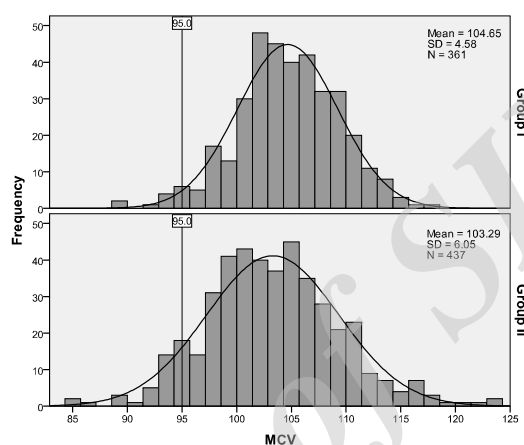 95.0
Mean = 104.65
SD = 4.58
N = 361
50
40
30
20
10
0
Group I
Frequency
95.0
Mean = 103.29
SD = 6.05
N = 437
50
40
30
20
10
0
Group II
85 90 95 100 105 110 115 120 125
MCV